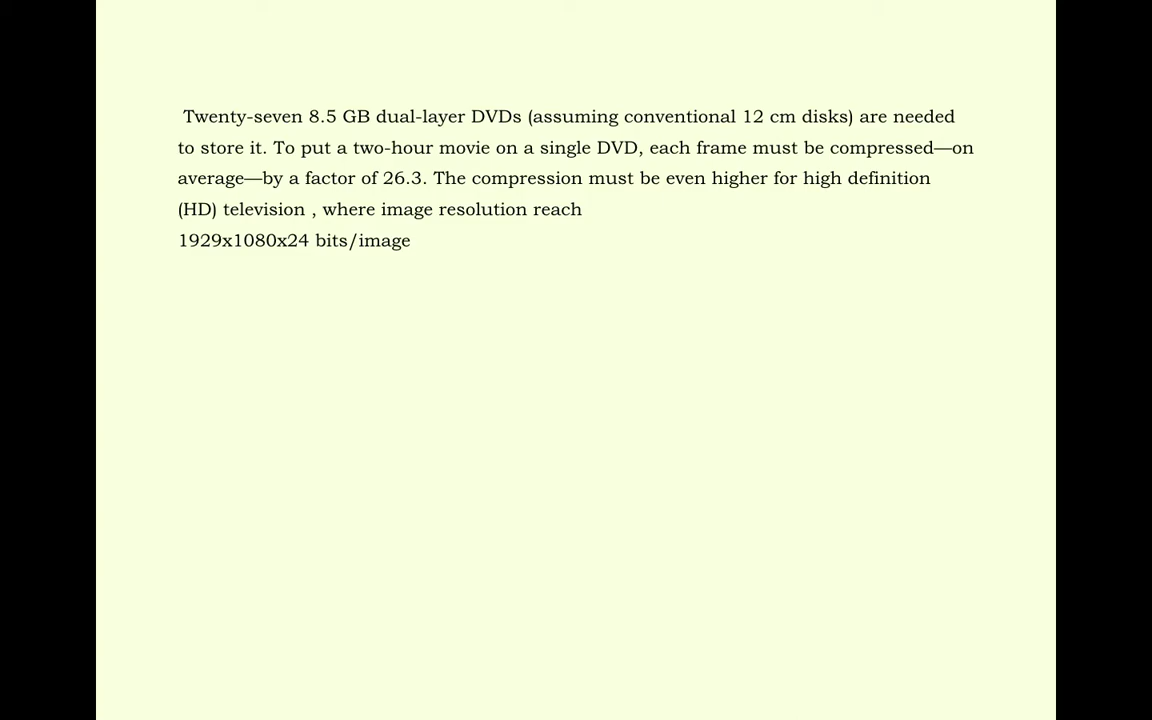 Twenty-seven 8.5 GB dual-layer DVDs (assuming conventional 12 cm disks) are needed
to store it. To put a two-hour movie on a single DVD, each frame must be compressed—on
average—by a factor of 26.3. The compression must be even higher for high definition
(HD) television , where image resolution reach
1929x1080x24 bits/image